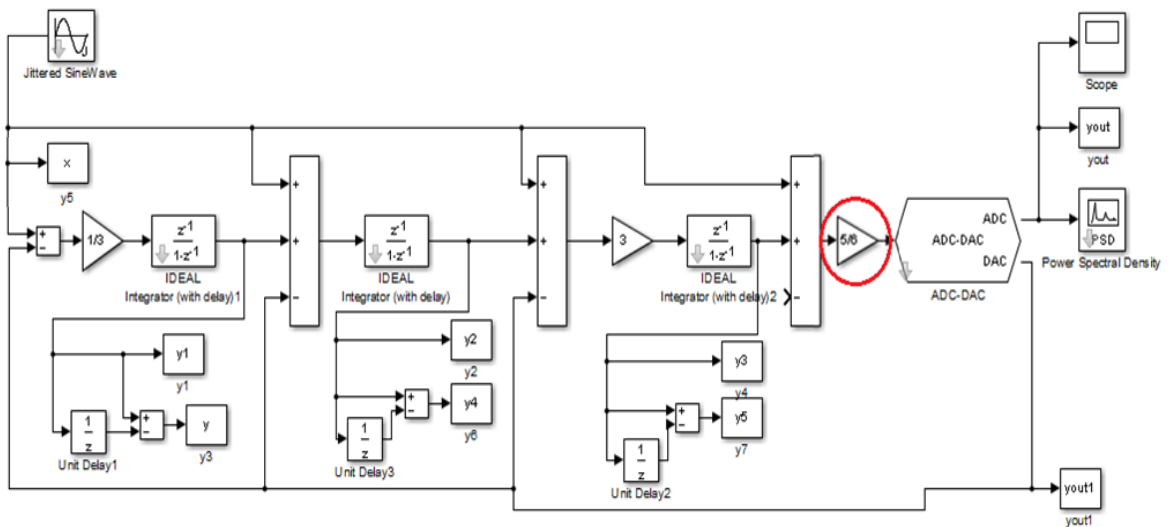 Jittered SineWave
Scope
yout
yout
x
y5
+
-
1/3
z⁻¹
1-z⁻¹
IDEAL
Integrator (with delay)1
+
+
-
z⁻¹
1-z⁻¹
IDEAL
Integrator (with delay)
+
+
-
3
z⁻¹
1-z⁻¹
IDEAL
Integrator (with delay)2
+
+
-
5/6
ADC
ADC-DAC
DAC
ADC-DAC
PSD
Power Spectral Density
y1
y1
1
z
Unit Delay1
+
-
y
y3
y2
y2
1
z
Unit Delay3
+
-
y4
y6
y3
y4
1
z
Unit Delay2
+
-
y5
y7
yout1
yout1